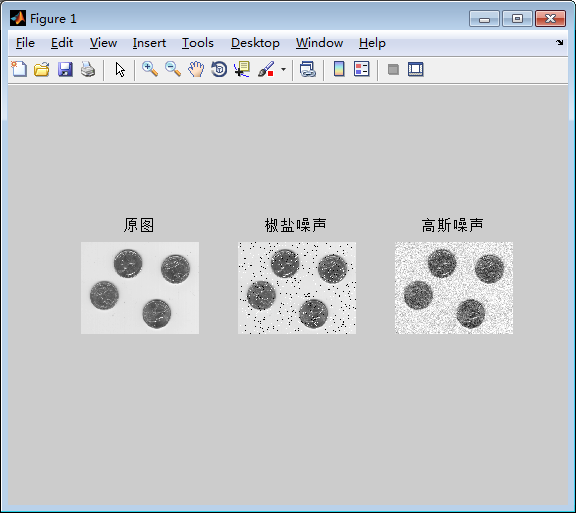 Figure 1
File Edit View Insert Tools Desktop Window Help
原图 椒盐噪声 高斯噪声